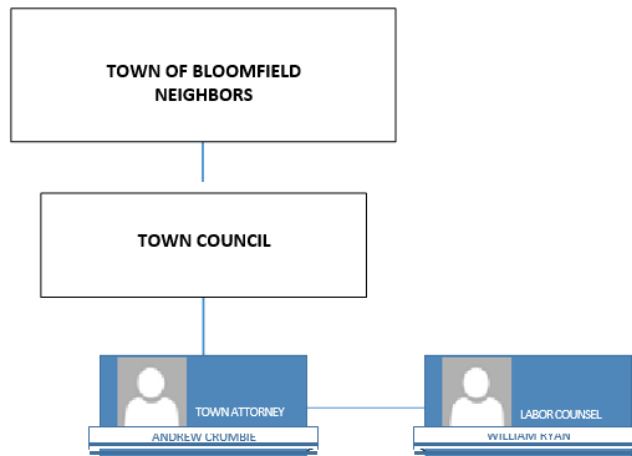 TOWN OF BLOOMFIELD
NEIGHBORS
TOWN COUNCIL
TOWN ATTORNEY
LABOR COUNSEL
ANDREW CRUMBIE
WILLIAM RYAN